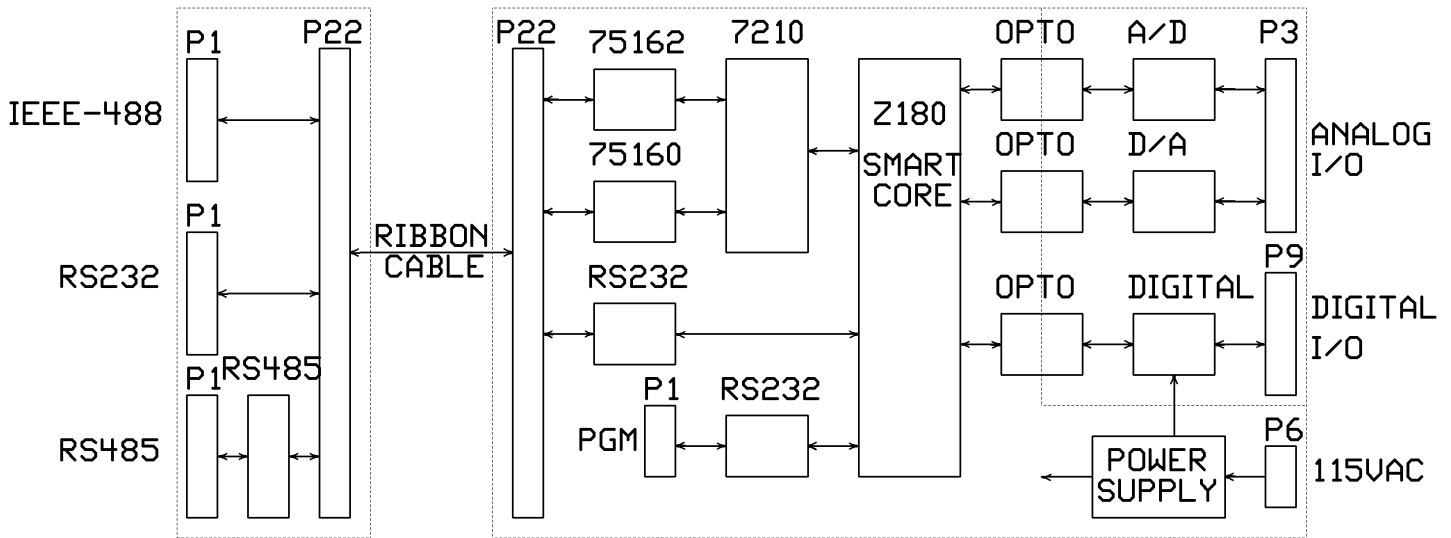 P1
P22
IEEE-488
P1
RS232
RS485
P1
RS485
RIBBON
CABLE
P22
75162
7210
75160
RS232
P1
RS232
PGM
Z180
SMART
CORE
OPTO
A/D
P3
OPTO
D/A
ANALOG
I/O
P9
OPTO
DIGITAL
DIGITAL
I/O
P6
POWER
SUPPLY
115VAC